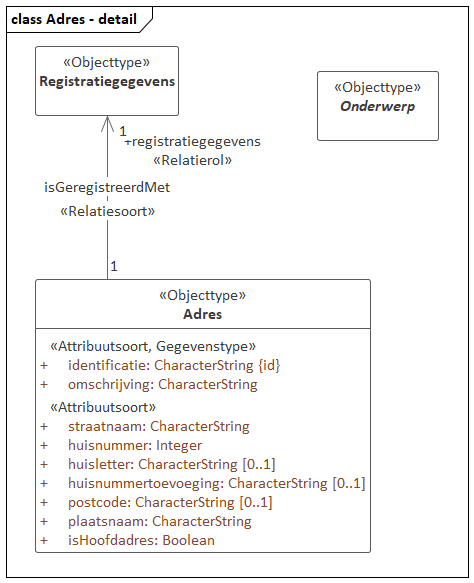 class Adres - detail
«Objecttype»
Registratiegegevens
«Objecttype»
Onderwerp
1
+registratiegegevens
«Relatierol»
isGeregistreerdMet
«Relatiesoort»
1
«Objecttype»
Adres
«Attribuutsoort, Gegevenstype»
+ identificatie: CharacterString {id}
+ omschrijving: CharacterString
«Attribuutsoort»
+ straatnaam: CharacterString
+ huisnummer: Integer
+ huisletter: CharacterString [0..1]
+ huisnummertoevoeging: CharacterString [0..1]
+ postcode: CharacterString [0..1]
+ plaatsnaam: CharacterString
+ isHoofdadres: Boolean